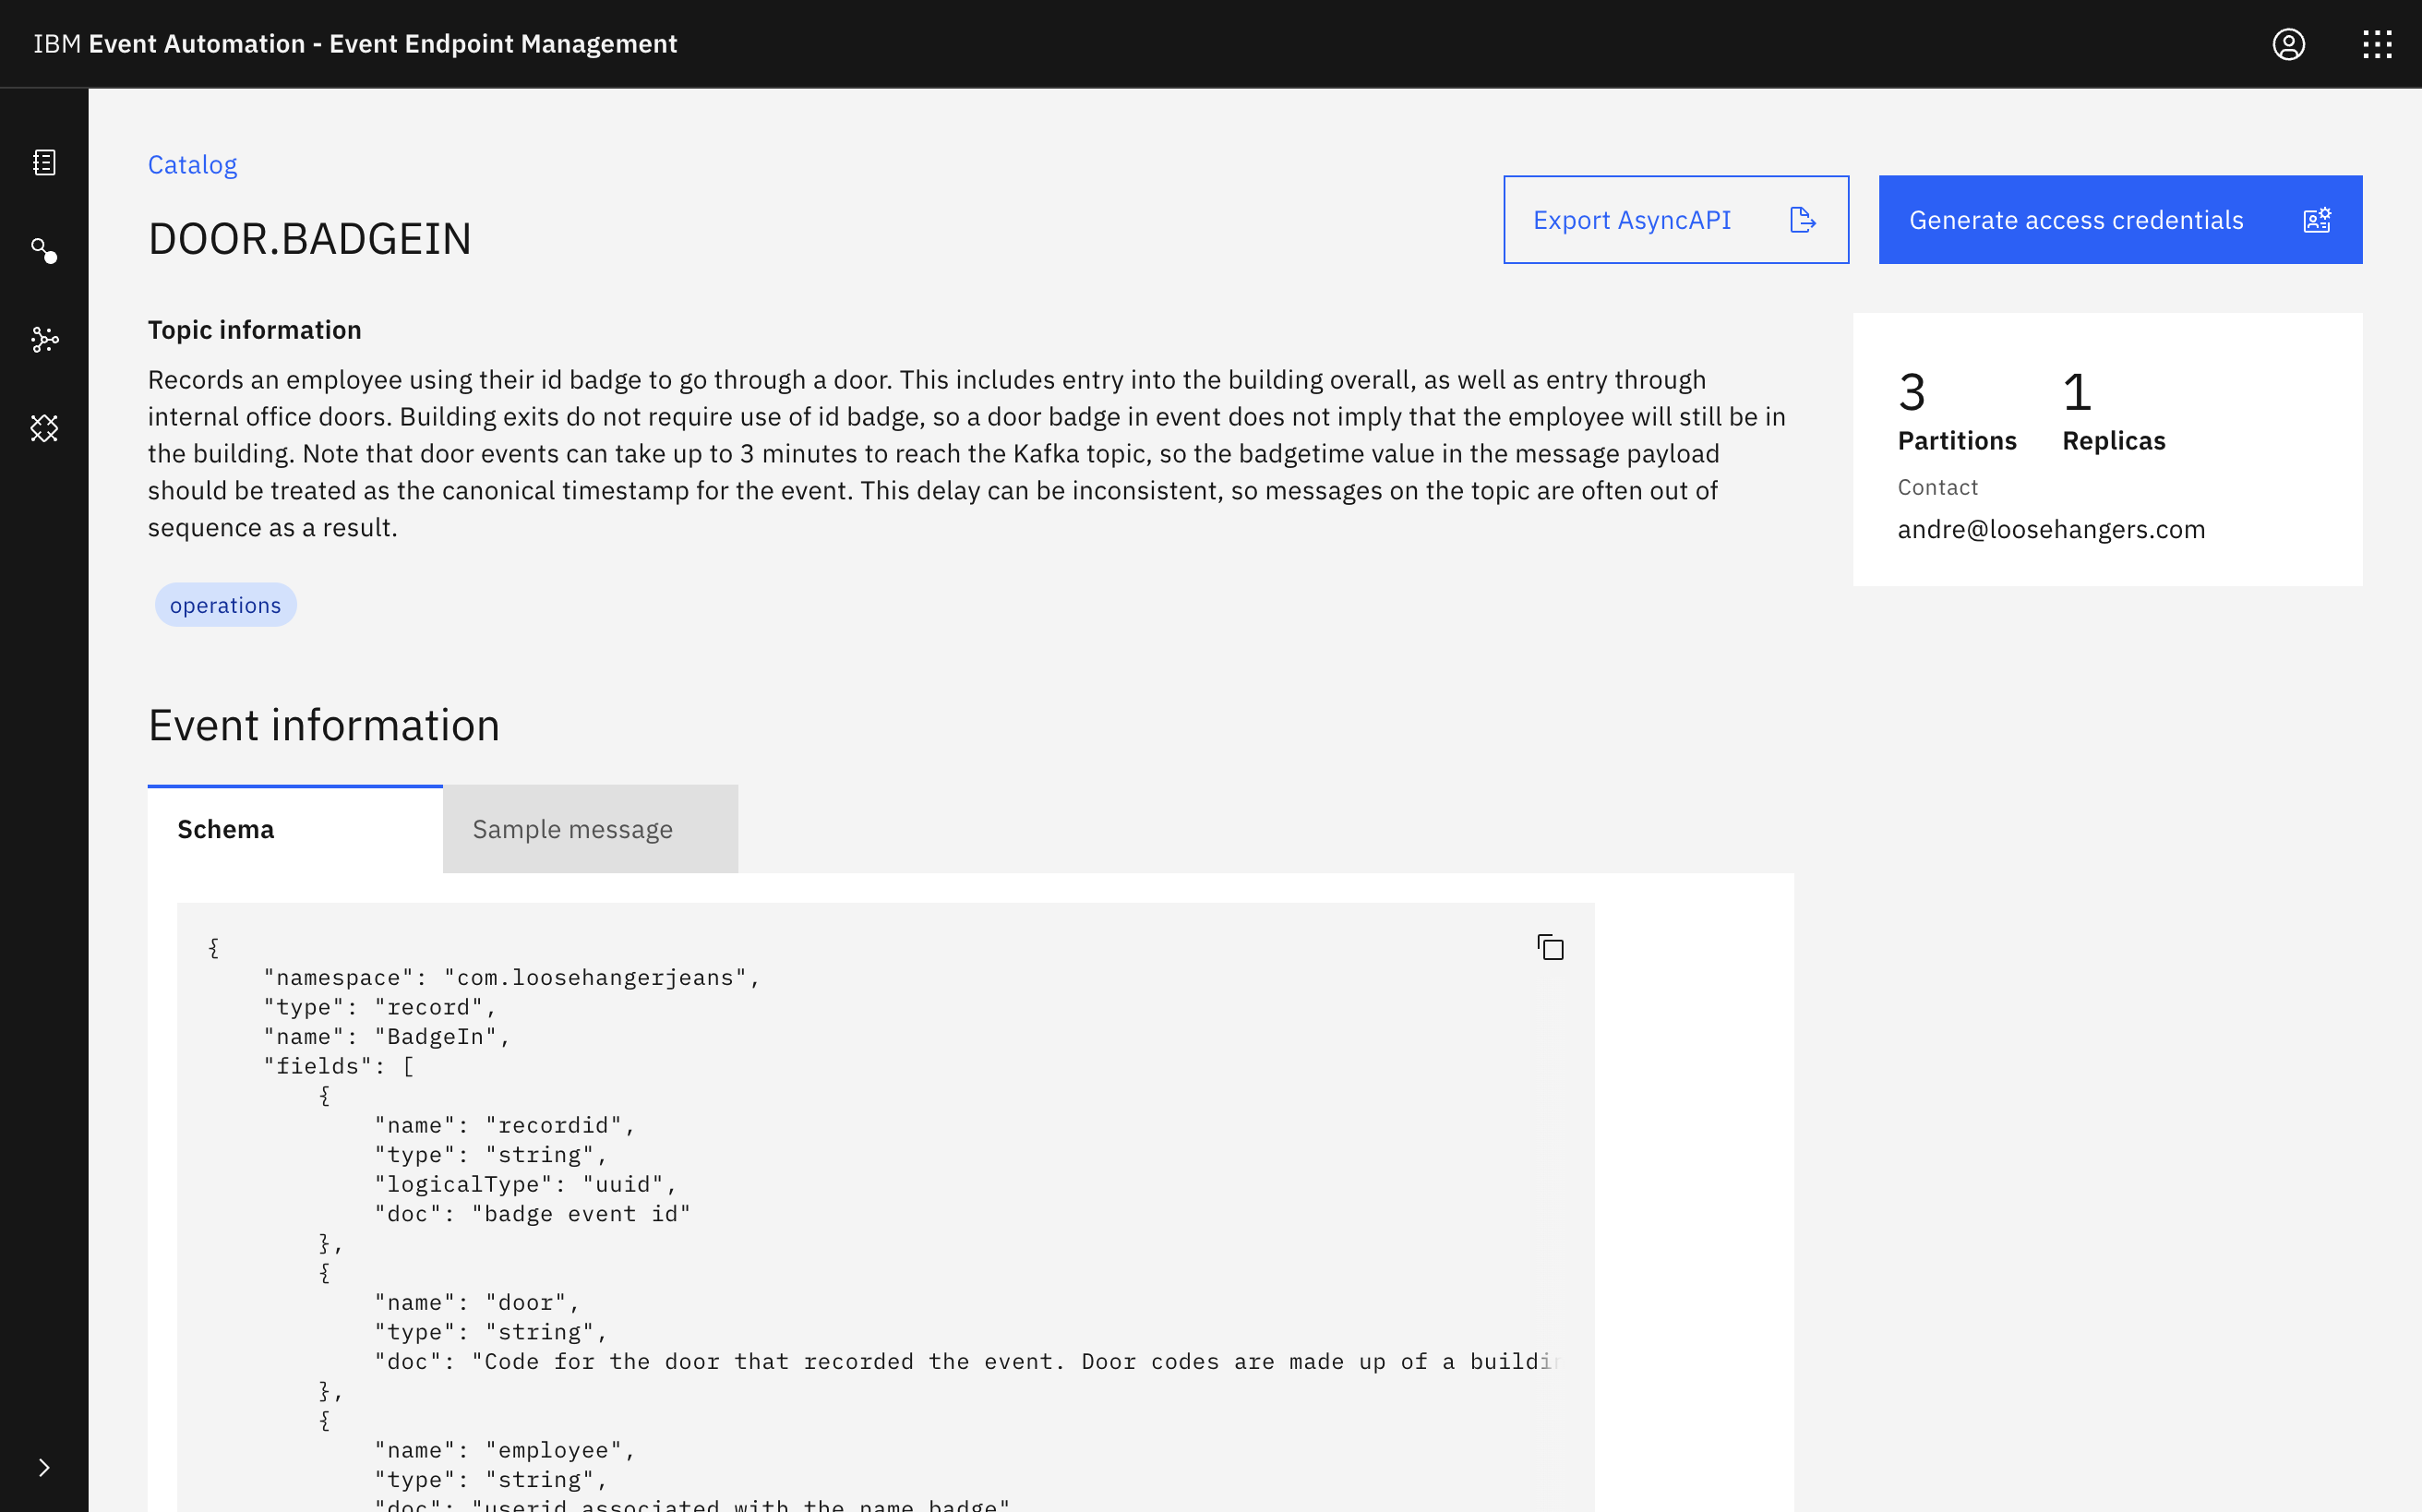 IBM Event Automation - Event Endpoint Management
Catalog
DOOR.BADGEIN
Export AsyncAPI
Generate access credentials
Topic information
Records an employee using their id badge to go through a door. This includes entry into the building overall, as well as entry through
internal office doors. Building exits do not require use of id badge, so a door badge in event does not imply that the employee will still be in
the building. Note that door events can take up to 3 minutes to reach the Kafka topic, so the badgetime value in the message payload
should be treated as the canonical timestamp for the event. This delay can be inconsistent, so messages on the topic are often out of
sequence as a result.
operations
3
Partitions
1
Replicas
Contact
andre@loosehangers.com
Event information
Schema
Sample message
{
    "namespace": "com.loosehangerjeans",
    "type": "record",
    "name": "BadgeIn",
    "fields": [
        {
            "name": "recordid",
            "type": "string",
            "logicalType": "uuid",
            "doc": "badge event id"
        },
        {
            "name": "door",
            "type": "string",
            "doc": "Code for the door that recorded the event. Door codes are made up of a buildin
        },
        {
            "name": "employee",
            "type": "string",
            "doc": "userid associated with the name badge"